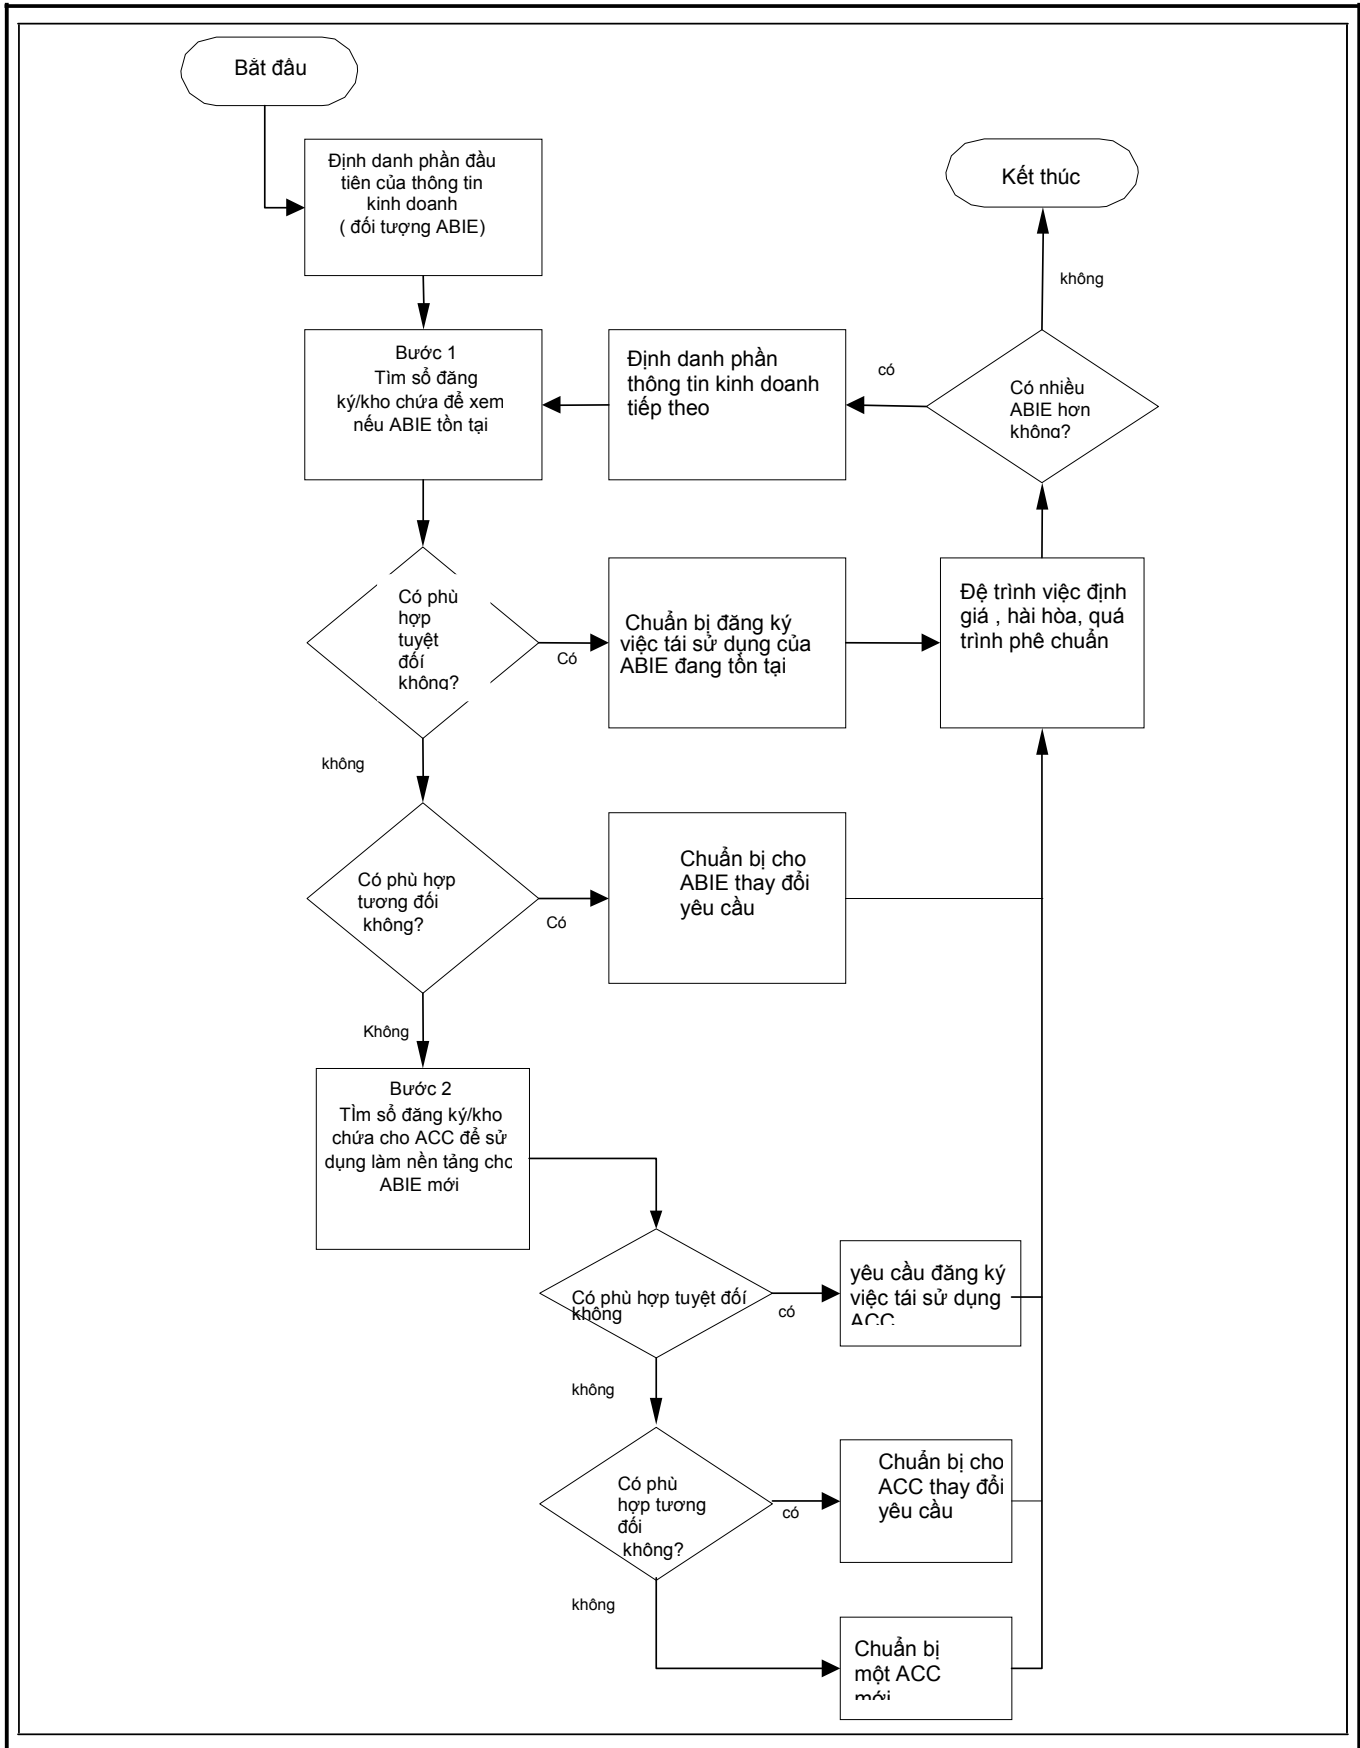 Bắt đầu
Định danh phần đầu
tiên của thông tin
kinh doanh
( đối tượng ABIE)
Kết thúc
không
Bước 1
Tìm sổ đăng
ký/kho chứa để xem
nếu ABIE tồn tại
Định danh phần
thông tin kinh doanh
tiếp theo
có
Có nhiều
ABIE hơn
không?
Có phù
hợp
tuyệt
đối
không?
Có
Chuẩn bị đăng ký
việc tái sử dụng của
ABIE đang tồn tại
Đệ trình việc định
giá , hài hòa, quá
trình phê chuẩn
không
Có phù hợp
tương đối
không?
Có
Chuẩn bị cho
ABIE thay đổi
yêu cầu
Không
Bước 2
TÌm sổ đăng ký/kho
chứa cho ACC để sử
dụng làm nền tảng cho
ABIE mới
Có phù hợp tuyệt đối
không
có
yêu cầu đăng ký
việc tái sử dụng
ACC
không
Có phù
hợp tương
đối
không?
có
Chuẩn bị cho
ACC thay đổi
yêu cầu
không
Chuẩn bị
một ACC
mới